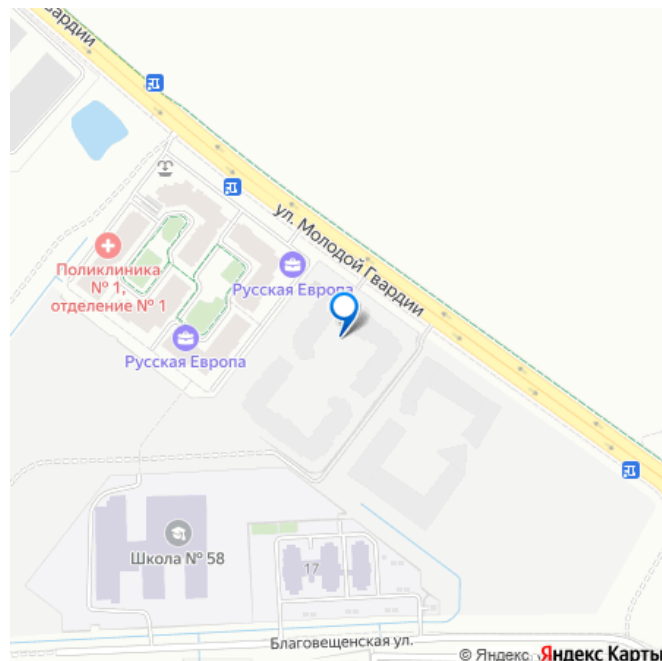 вардии
ул. Молодой Гвардии
Поликлиника
№ 1,
отделение № 1
Русская Европа
Русская Европа
Школа № 58
17
Благовещенская ул.
© Яндекс Яндекс Карты